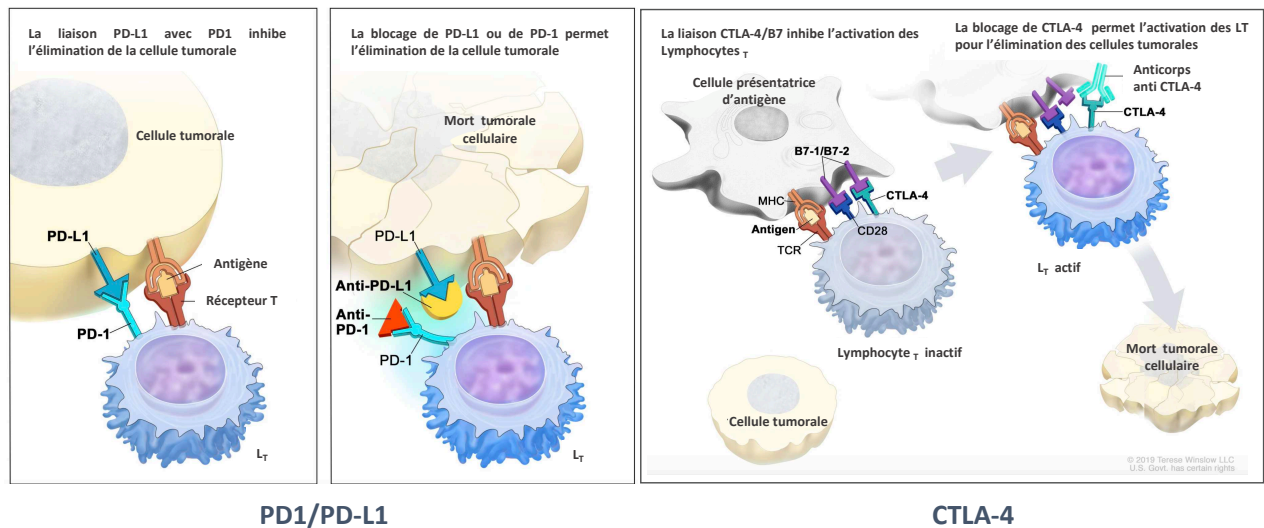 La liaison PD-L1 avec PD1 inhibe
l'élimination de la cellule tumorale
Cellule tumorale
PD-L1
Antigène
Récepteur T
PD-1
LT
La blocage de PD-L1 ou de PD-1 permet
l'élimination de la cellule tumorale
Mort tumorale
cellulaire
PD-L1
Anti-PD-L1
Anti-
PD-1
PD-1
LT
PD1/PD-L1
La liaison CTLA-4/B7 inhibe l'activation des
Lymphocytes T
Cellule présentatrice
d'antigène
B7-1/B7-2
MHC
CTLA-4
Antigen
CD28
TCR
Lymphocyte T inactif
Cellule tumorale
La blocage de CTLA-4 permet l'activation des LT
pour l'élimination des cellules tumorales
Anticorps
anti CTLA-4
CTLA-4
LT actif
Mort tumorale
cellulaire
© 2019 Terese Winslow LLC
U.S. Govt. has certain rights
CTLA-4